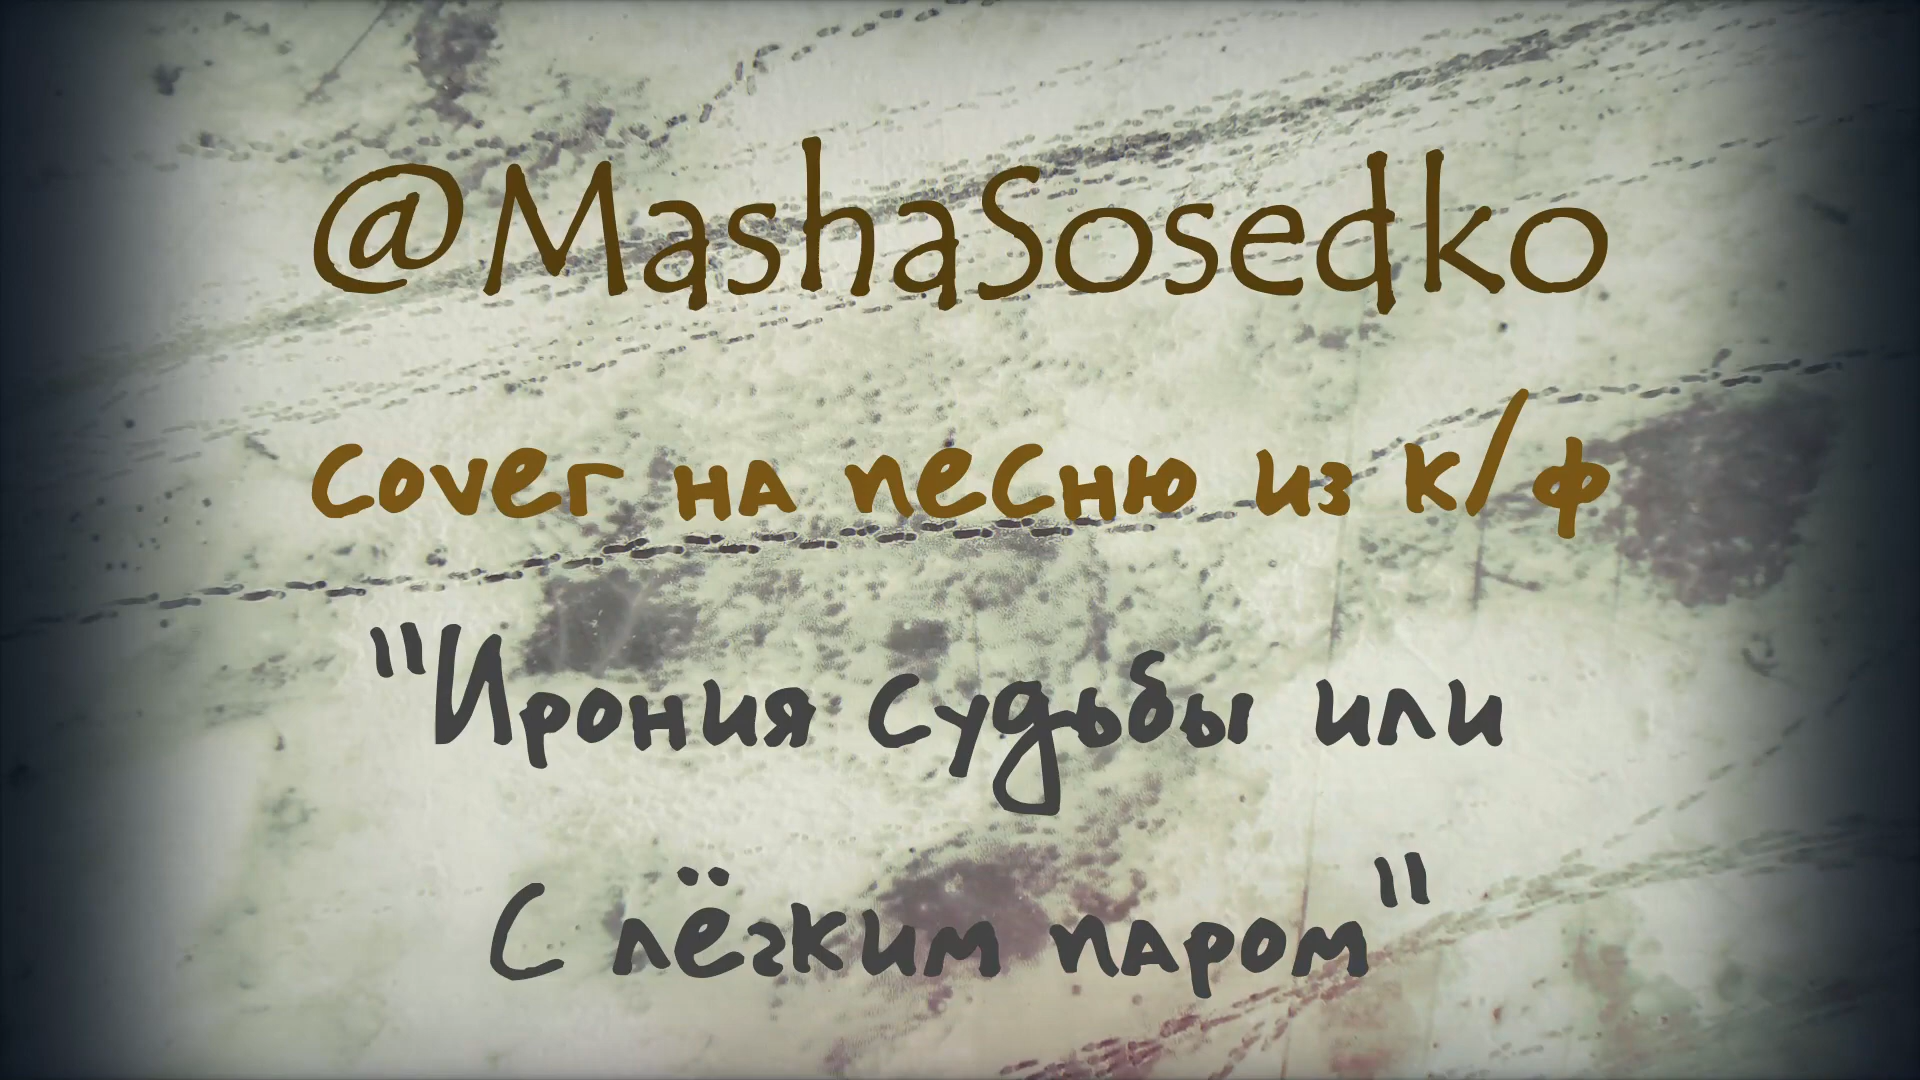 @MashaSosedko
cover на песню из к/ф
"Ирония судьбы или
С лёгким паром"